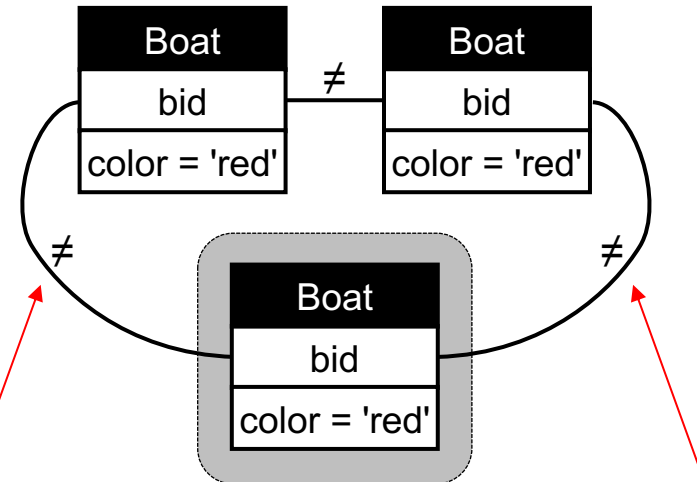 Boat
Boat
≠
bid
bid
color = 'red'
color = 'red'
≠
≠
Boat
bid
color = 'red'